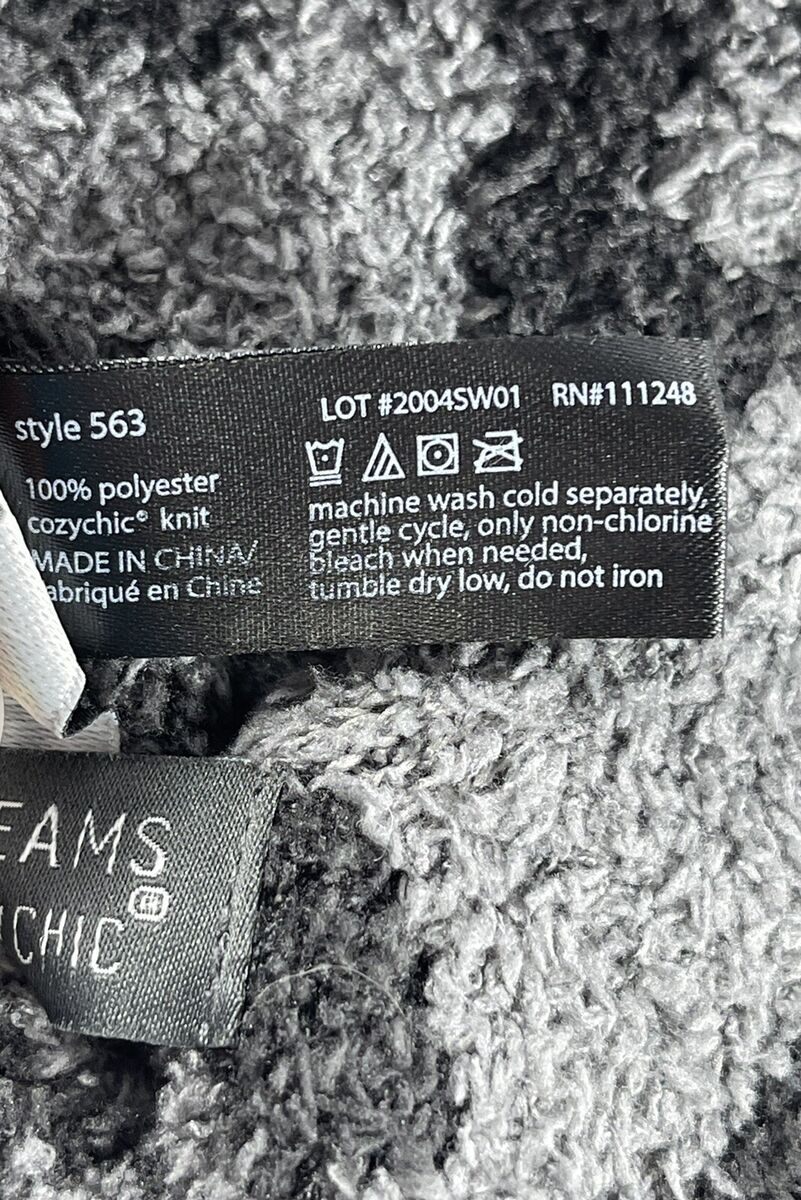 style 563
100% polyester
cozychic® knit
MADE IN CHINA/
abriqué en Chine
LOT #2004SW01 RN#111248
machine wash cold separately,
gentle cycle, only non-chlorine
bleach when needed,
tumble dry low, do not iron
EAMS
CHIC